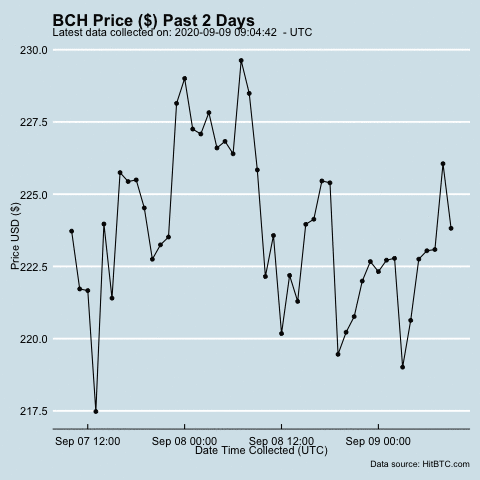 BCH Price ($) Past 2 Days
Latest data collected on: 2020-09-09 09:04:42  - UTC
230.0
227.5
225.0
222.5
220.0
217.5
Price USD ($)
Sep 07 12:00
Sep 08 00:00
Sep 08 12:00
Sep 09 00:00
Date Time Collected (UTC)
Data source: HitBTC.com